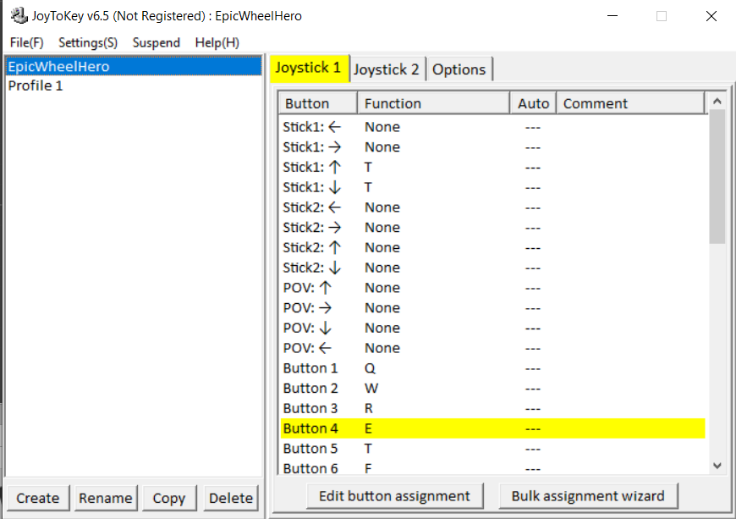 JoyToKey v6.5 (Not Registered) : EpicWheelHero
File(F) Settings(S) Suspend Help(H)
EpicWheelHero
Profile 1
Create Rename Copy Delete
Joystick 1 Joystick 2 Options
Button Function Auto Comment
Stick1: ← None ---
Stick1: → None ---
Stick1: ↑ T ---
Stick1: ↓ T ---
Stick2: ← None ---
Stick2: → None ---
Stick2: ↑ None ---
Stick2: ↓ None ---
POV: ↑ None ---
POV: → None ---
POV: ↓ None ---
POV: ← None ---
Button 1 Q ---
Button 2 W ---
Button 3 R ---
Button 4 E ---
Button 5 T ---
Button 6 F ---
Edit button assignment Bulk assignment wizard